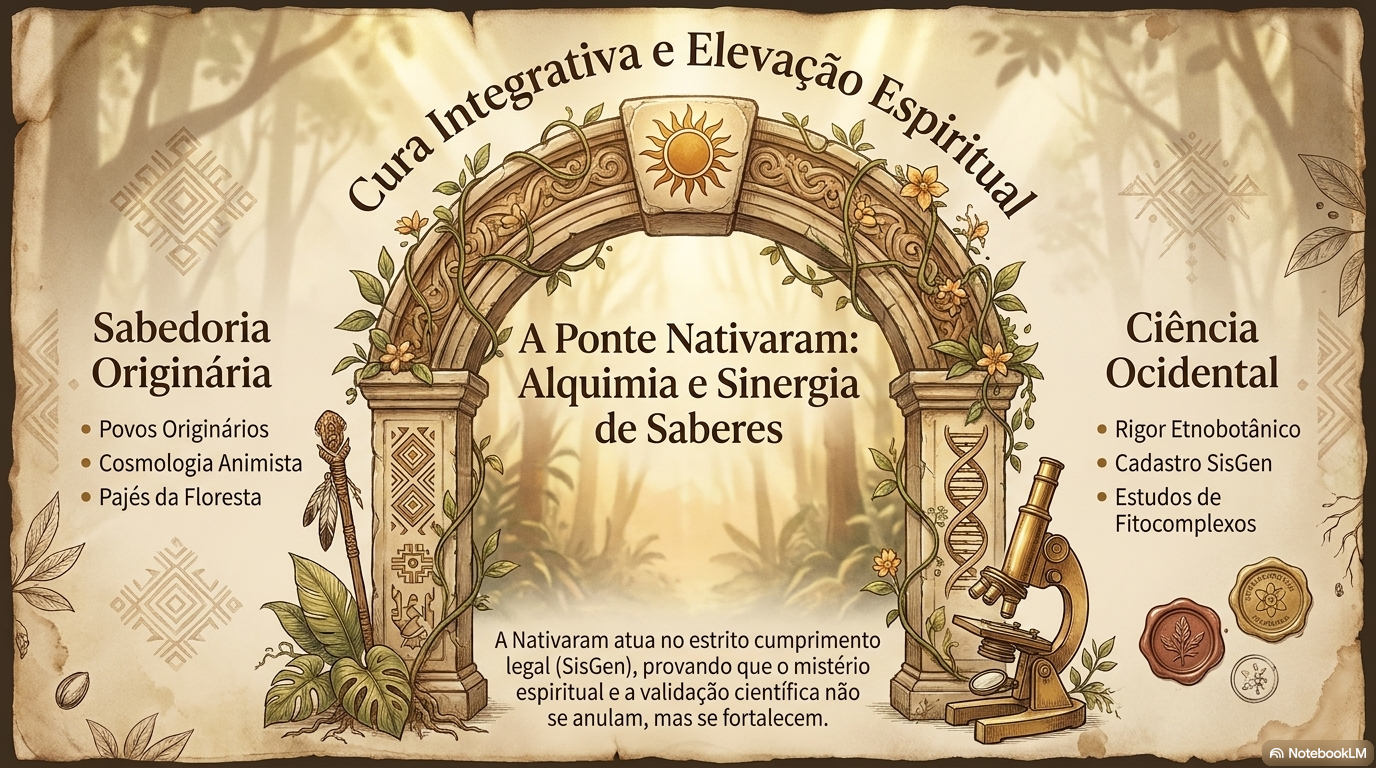 Cura Integrativa e Elevação Espiritual
Sabedoria
Originária
• Povos Originários
• Cosmologia Animista
• Pajés da Floresta
A Ponte Nativaram:
Alquimia e Sinergia
de Saberes
A Nativaram atua no estrito cumprimento
legal (SisGen), provando que o mistério
espiritual e a validação científica não
se anulam, mas se fortalecem.
Ciência
Ocidental
• Rigor Etnobotânico
• Cadastro SisGen
• Estudos de
Fitocomplexos
NotebookLM